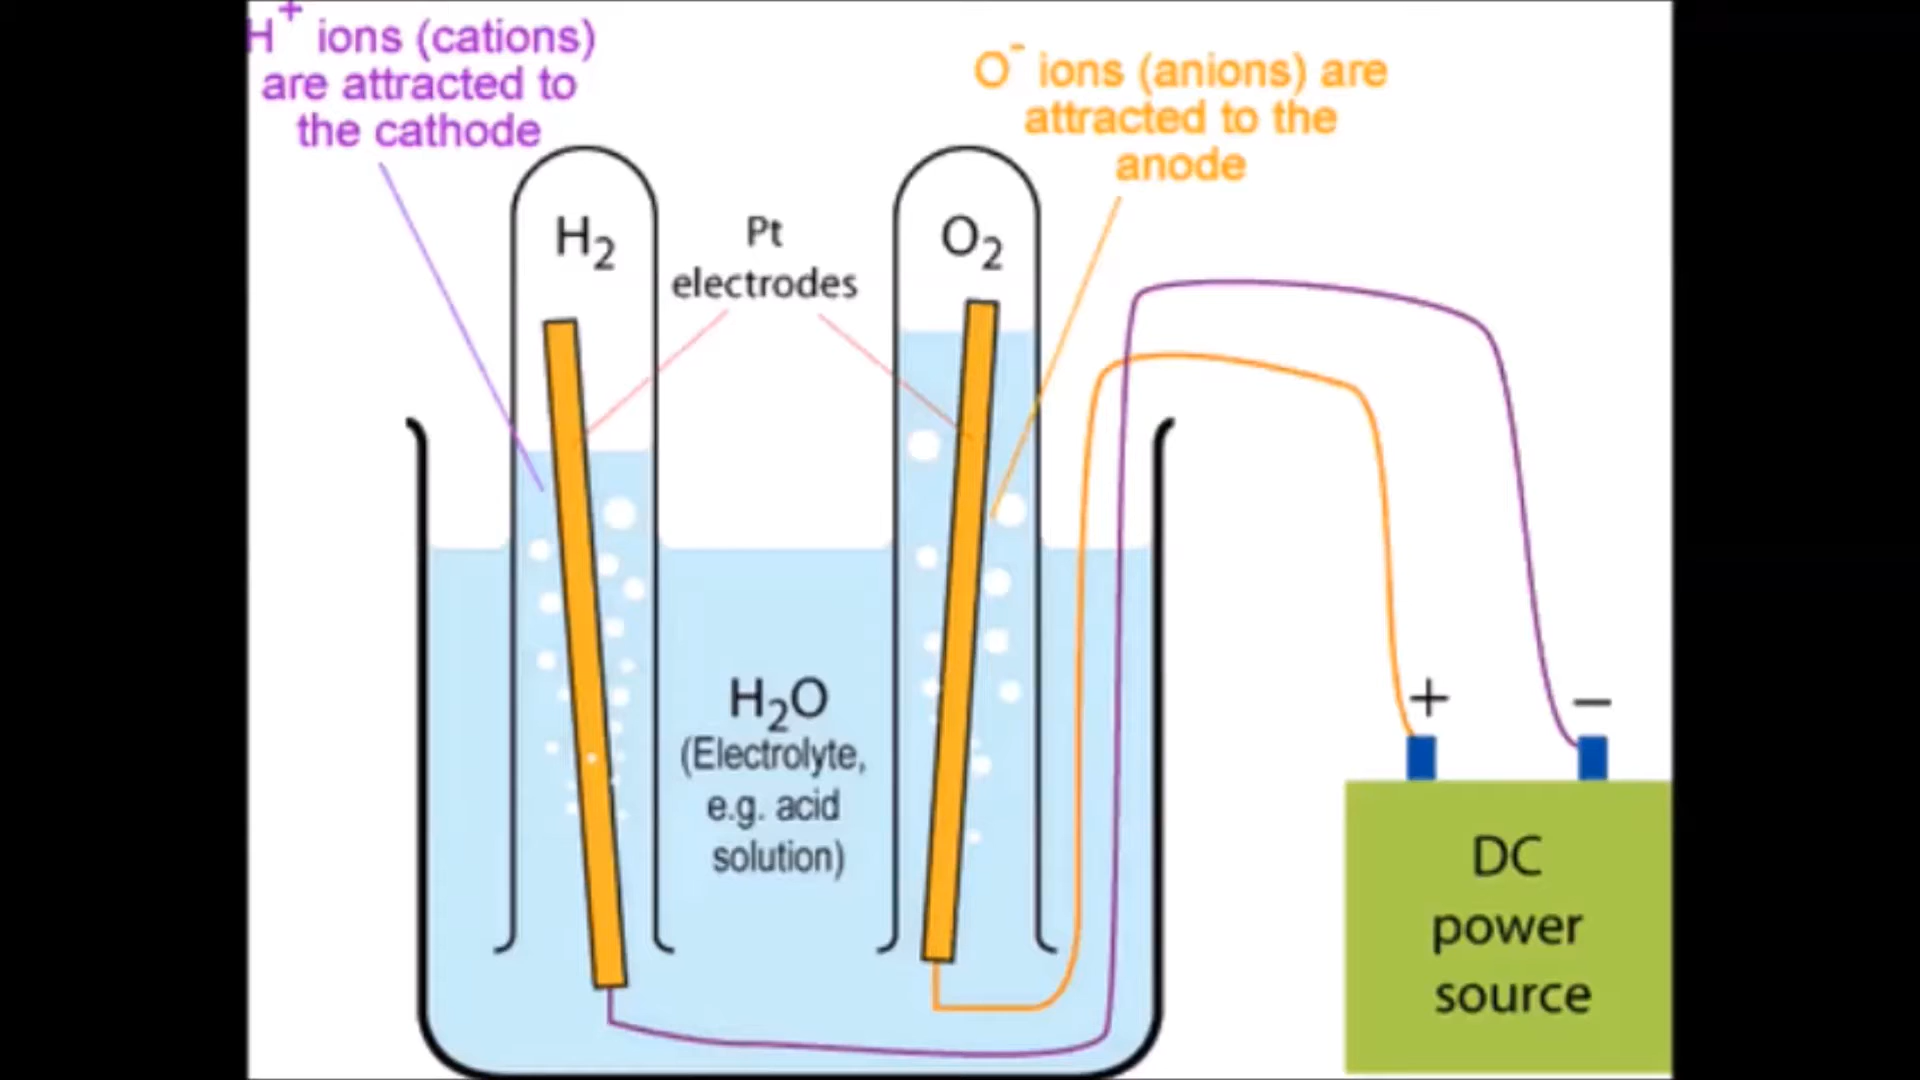 H⁺ ions (cations)
are attracted to
the cathode
O⁻ ions (anions) are
attracted to the
anode
H₂
Pt
electrodes
O₂
H₂O
(Electrolyte,
e.g. acid
solution)
+
−
DC
power
source